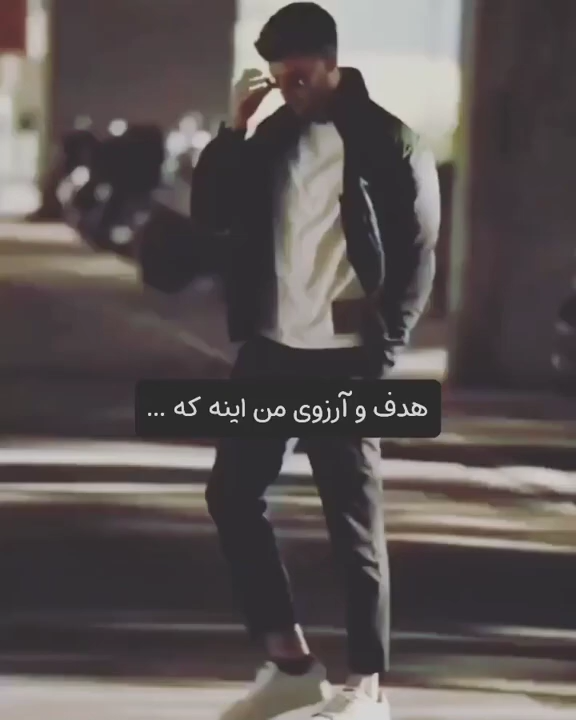 هدف و آرزوی من اینه که ...